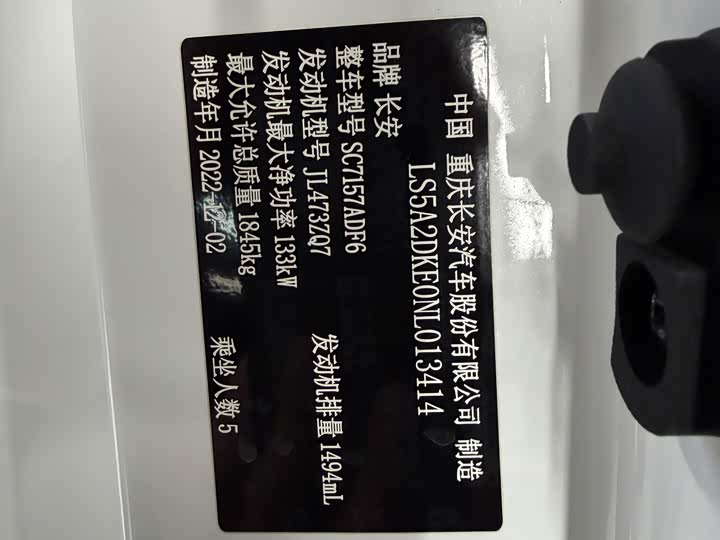 中国 重庆长安汽车股份有限公司 制造
LS5A2DKE0NL013414
品牌 长安
整车型号 SC7157ADF6
发动机型号 JL473ZQ7 发动机排量 1494mL
发动机最大净功率 133kW
最大允许总质量 1845kg
制造年月 2022-12-02 乘坐人数 5